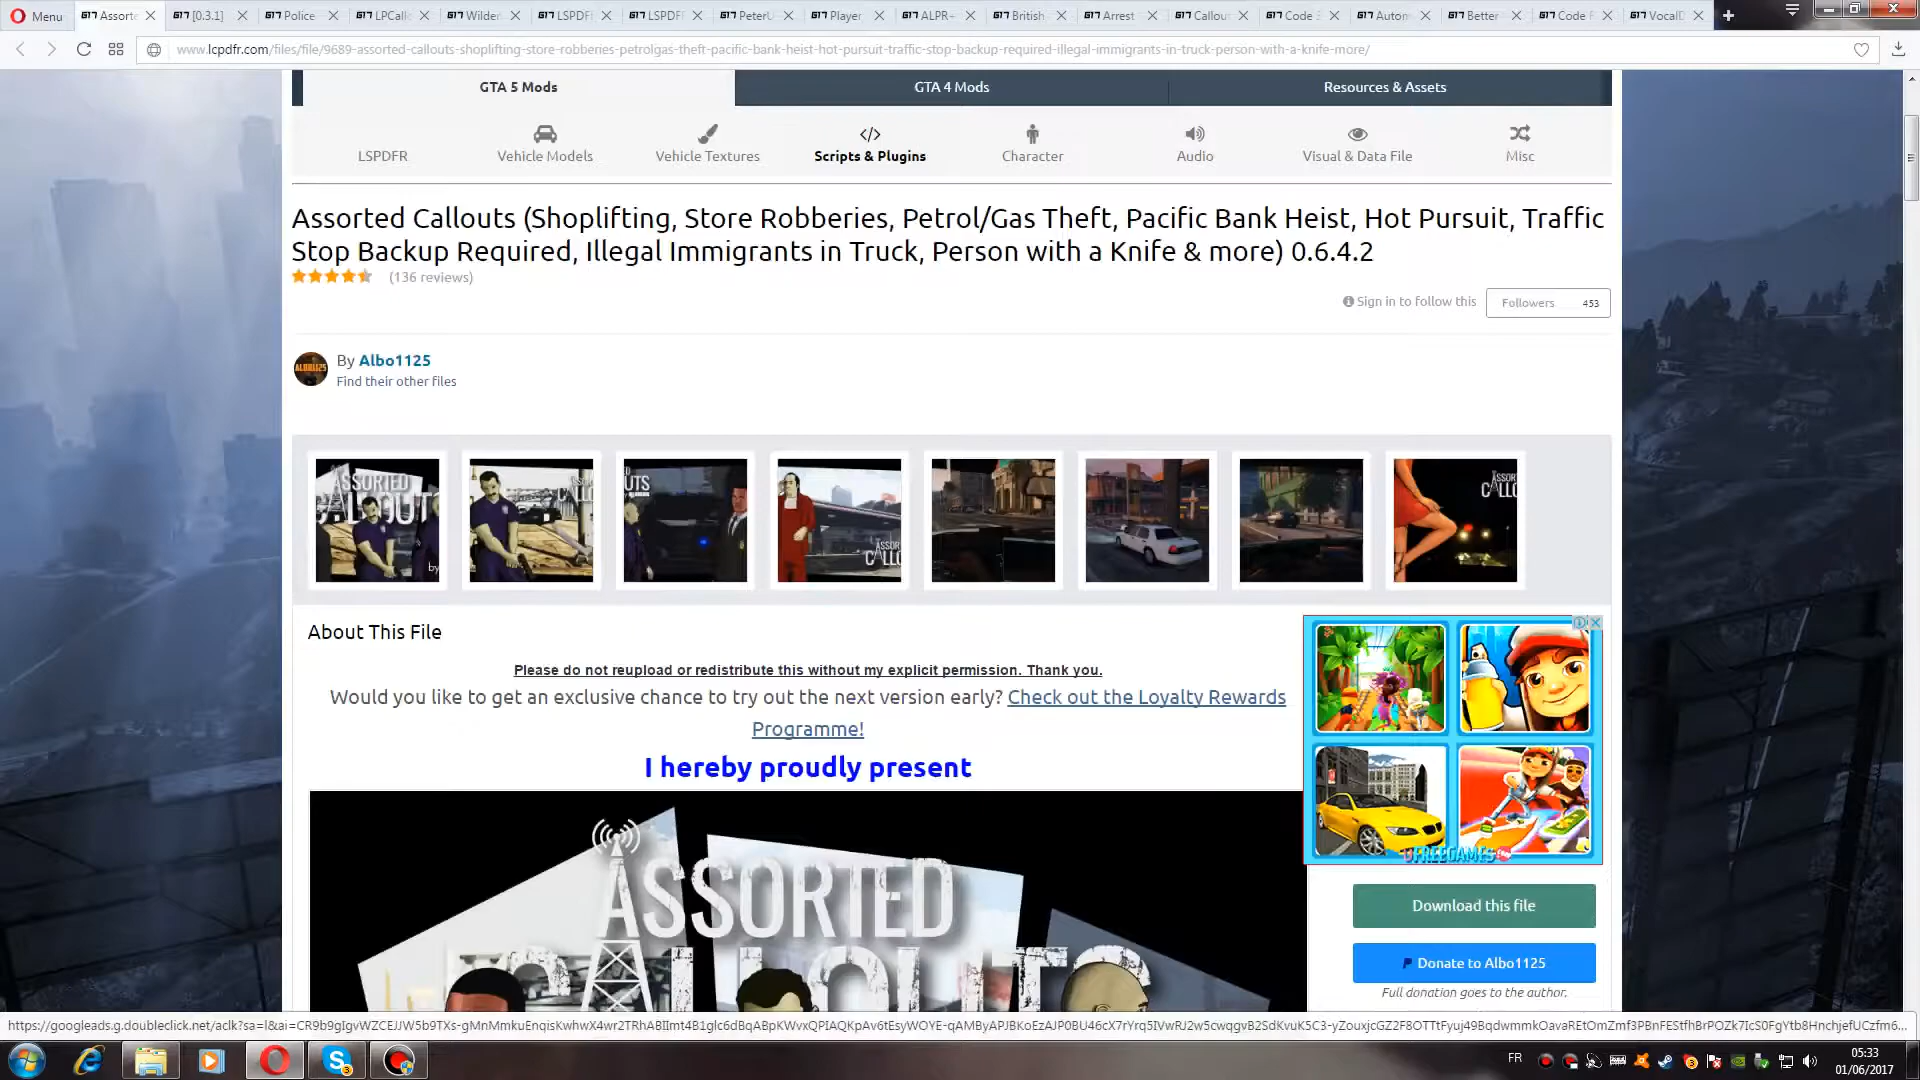 Menu
Assorte
[0.3.1]
Police
LPCallo
Wilder
LSPDF
LSPDF
PeterU
Player
ALPR+
British
Arrest
Callou
Code 3
Autom
Better
Code F
VocalD
www.lcpdfr.com/files/file/9689-assorted-callouts-shoplifting-store-robberies-petrolgas-theft-pacific-bank-heist-hot-pursuit-traffic-stop-backup-required-illegal-immigrants-in-truck-person-with-a-knife-more/
GTA 5 Mods
GTA 4 Mods
Resources & Assets
LSPDFR
Vehicle Models
Vehicle Textures
Scripts & Plugins
Character
Audio
Visual & Data File
Misc
Assorted Callouts (Shoplifting, Store Robberies, Petrol/Gas Theft, Pacific Bank Heist, Hot Pursuit, Traffic
Stop Backup Required, Illegal Immigrants in Truck, Person with a Knife & more) 0.6.4.2
(136 reviews)
Sign in to follow this
Followers 453
By Albo1125
Find their other files
About This File
Please do not reupload or redistribute this without my explicit permission. Thank you.
Would you like to get an exclusive chance to try out the next version early? Check out the Loyalty Rewards
Programme!
I hereby proudly present
ASSORTED
CALLOUTS
Download this file
Donate to Albo1125
Full donation goes to the author.
FR
05:33
01/06/2017